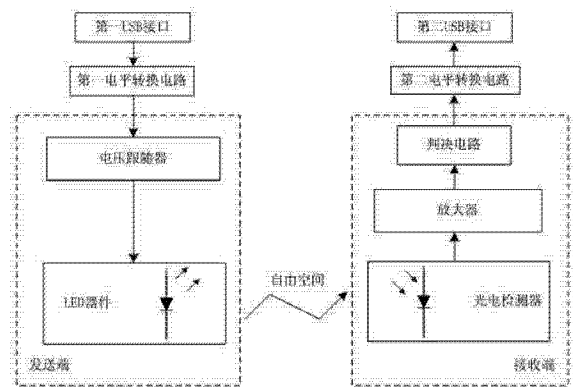 第一USB接口
第一电平转换电路
电压跟随器
LED器件
发送端
自由空间
第二USB接口
第二电平转换电路
判决电路
放大器
光电检测器
接收端